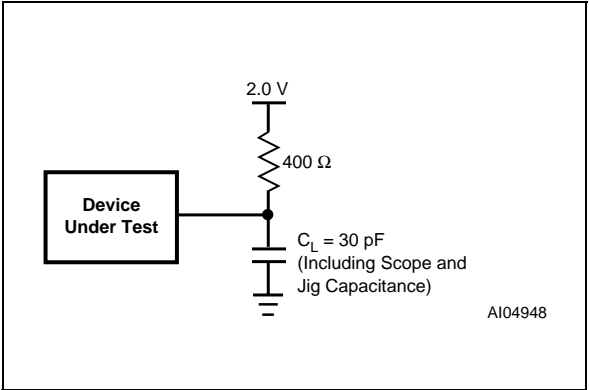 2.0 V
400 Ω
Device
Under Test
C_L = 30 pF
(Including Scope and
Jig Capacitance)
AI04948